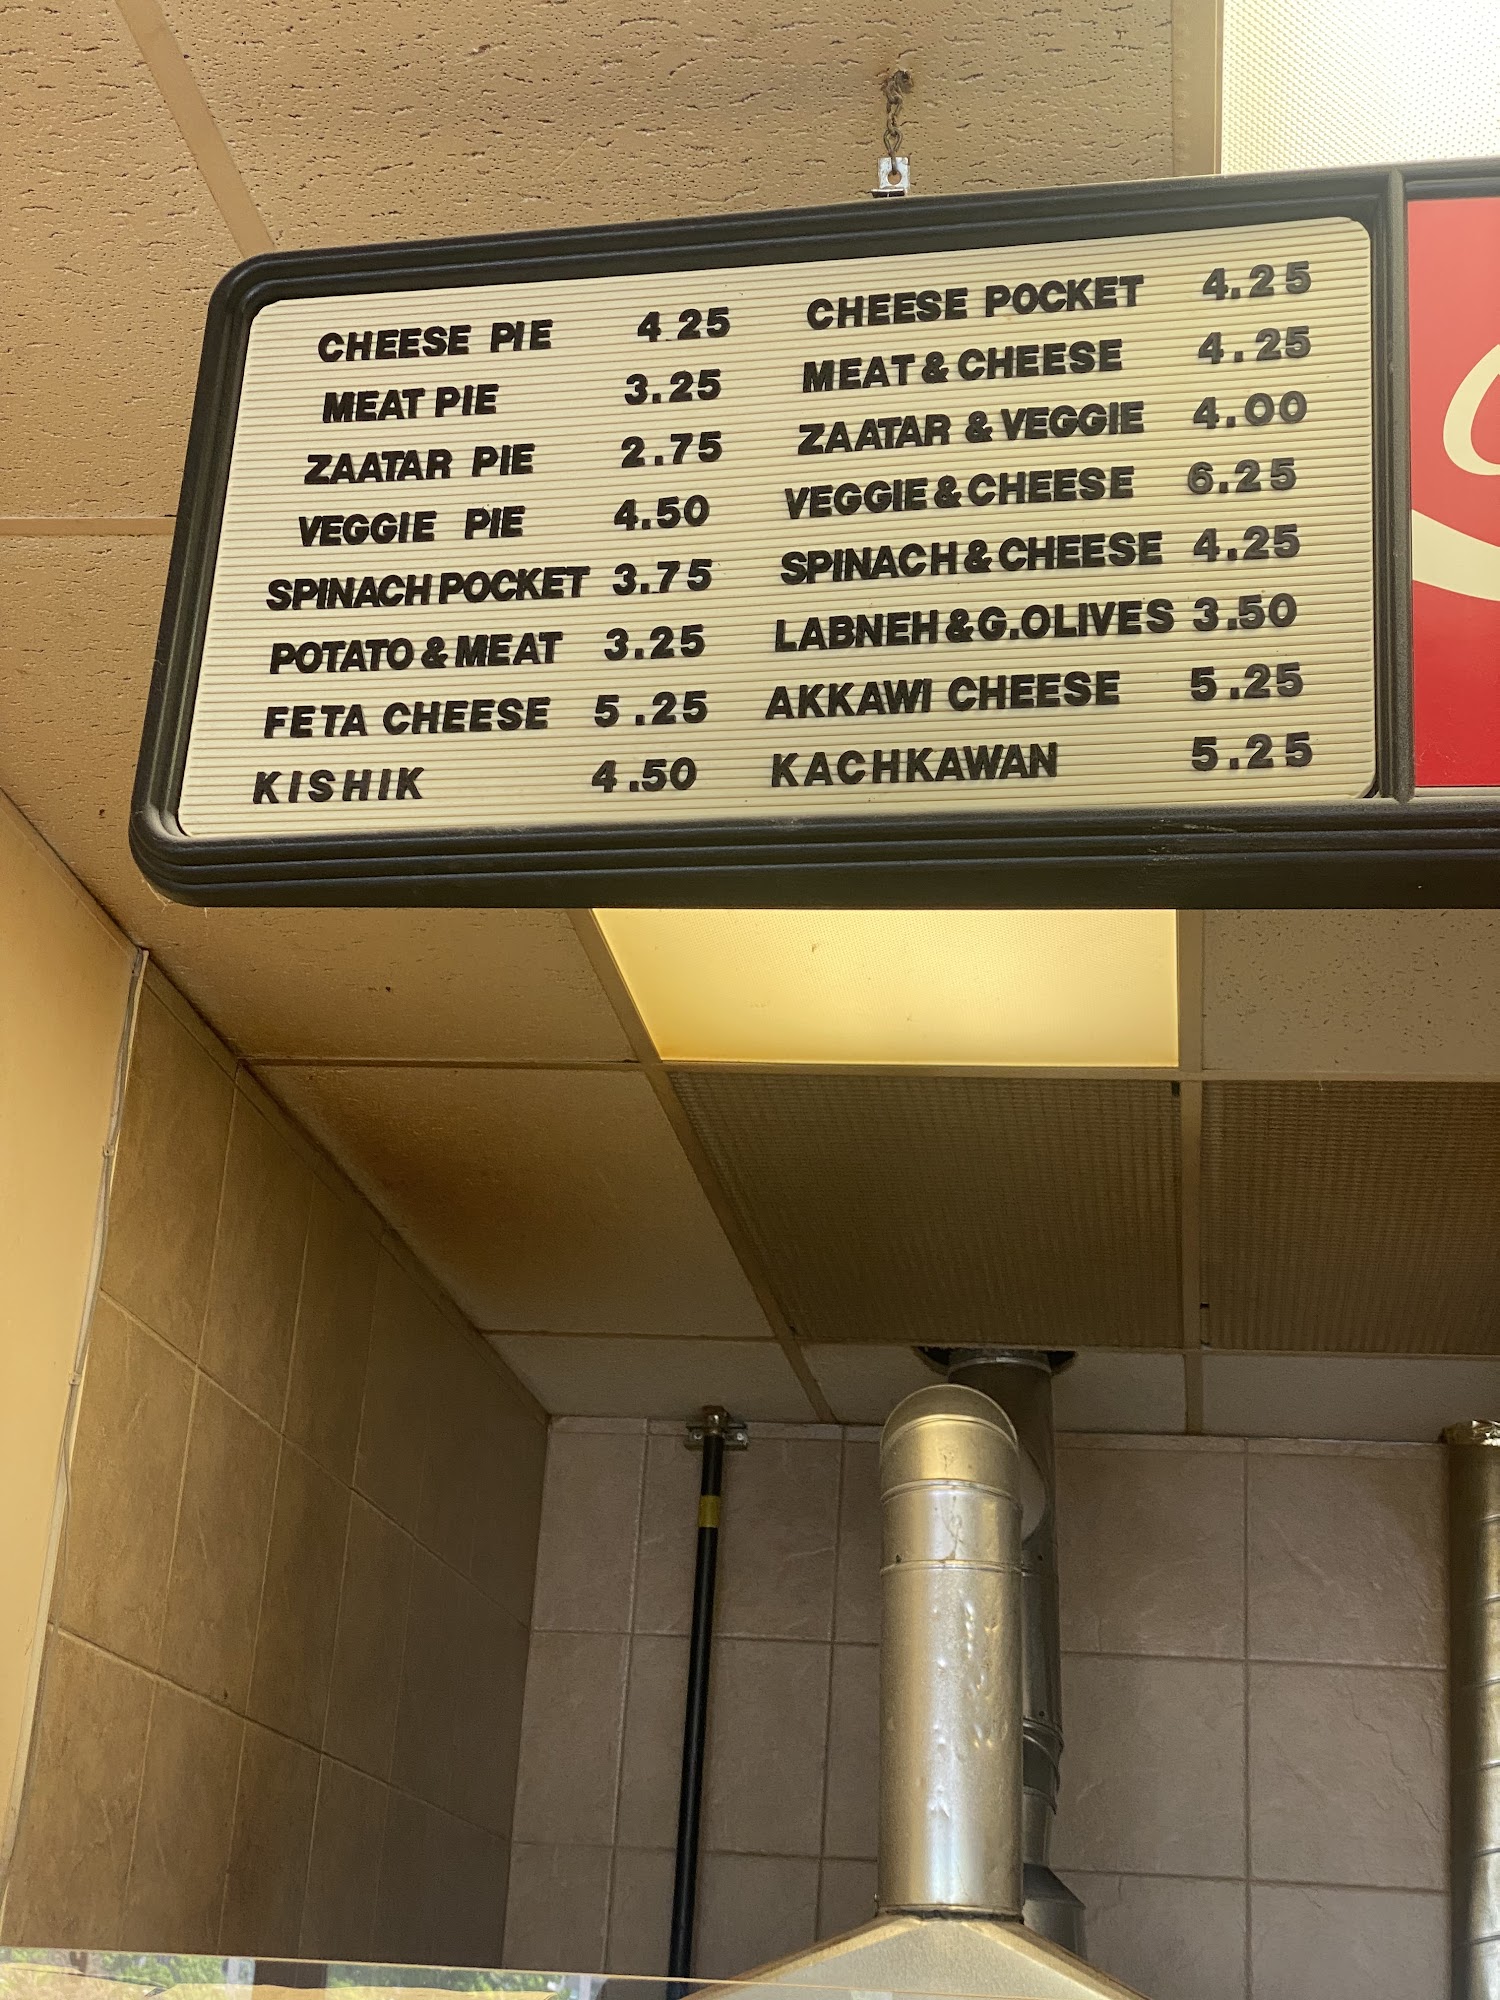 CHEESE PIE 4.25
MEAT PIE 3.25
ZAATAR PIE 2.75
VEGGIE PIE 4.50
SPINACH POCKET 3.75
POTATO & MEAT 3.25
FETA CHEESE 5.25
KISHIK 4.50
CHEESE POCKET 4.25
MEAT & CHEESE 4.25
ZAATAR & VEGGIE 4.00
VEGGIE & CHEESE 6.25
SPINACH & CHEESE 4.25
LABNEH & G.OLIVES 3.50
AKKAWI CHEESE 5.25
KACHKAWAN 5.25